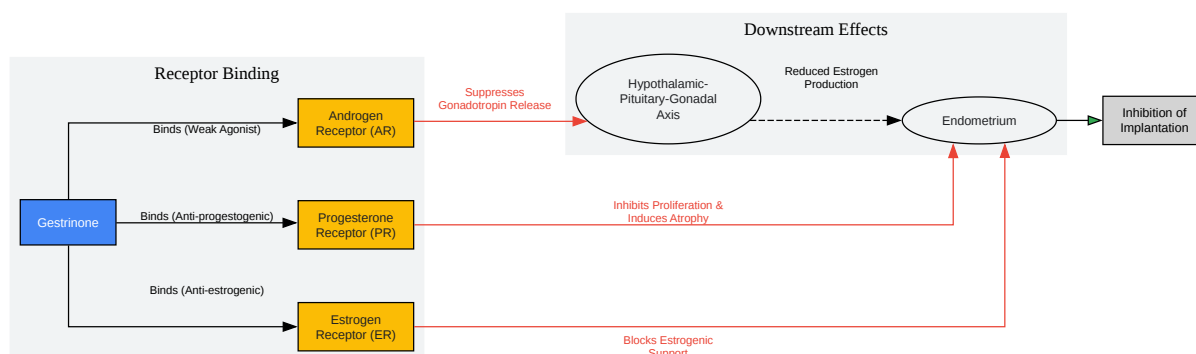 Downstream Effects
Receptor Binding
Suppresses
Gonadotropin Release
Hypothalamic-
Pituitary-Gonadal
Axis
Reduced Estrogen
Production
Endometrium
Inhibition of
Implantation
Binds (Weak Agonist)
Androgen
Receptor (AR)
Gestrinone
Binds (Anti-progestogenic)
Progesterone
Receptor (PR)
Inhibits Proliferation &
Induces Atrophy
Binds (Anti-estrogenic)
Estrogen
Receptor (ER)
Blocks Estrogenic
Support